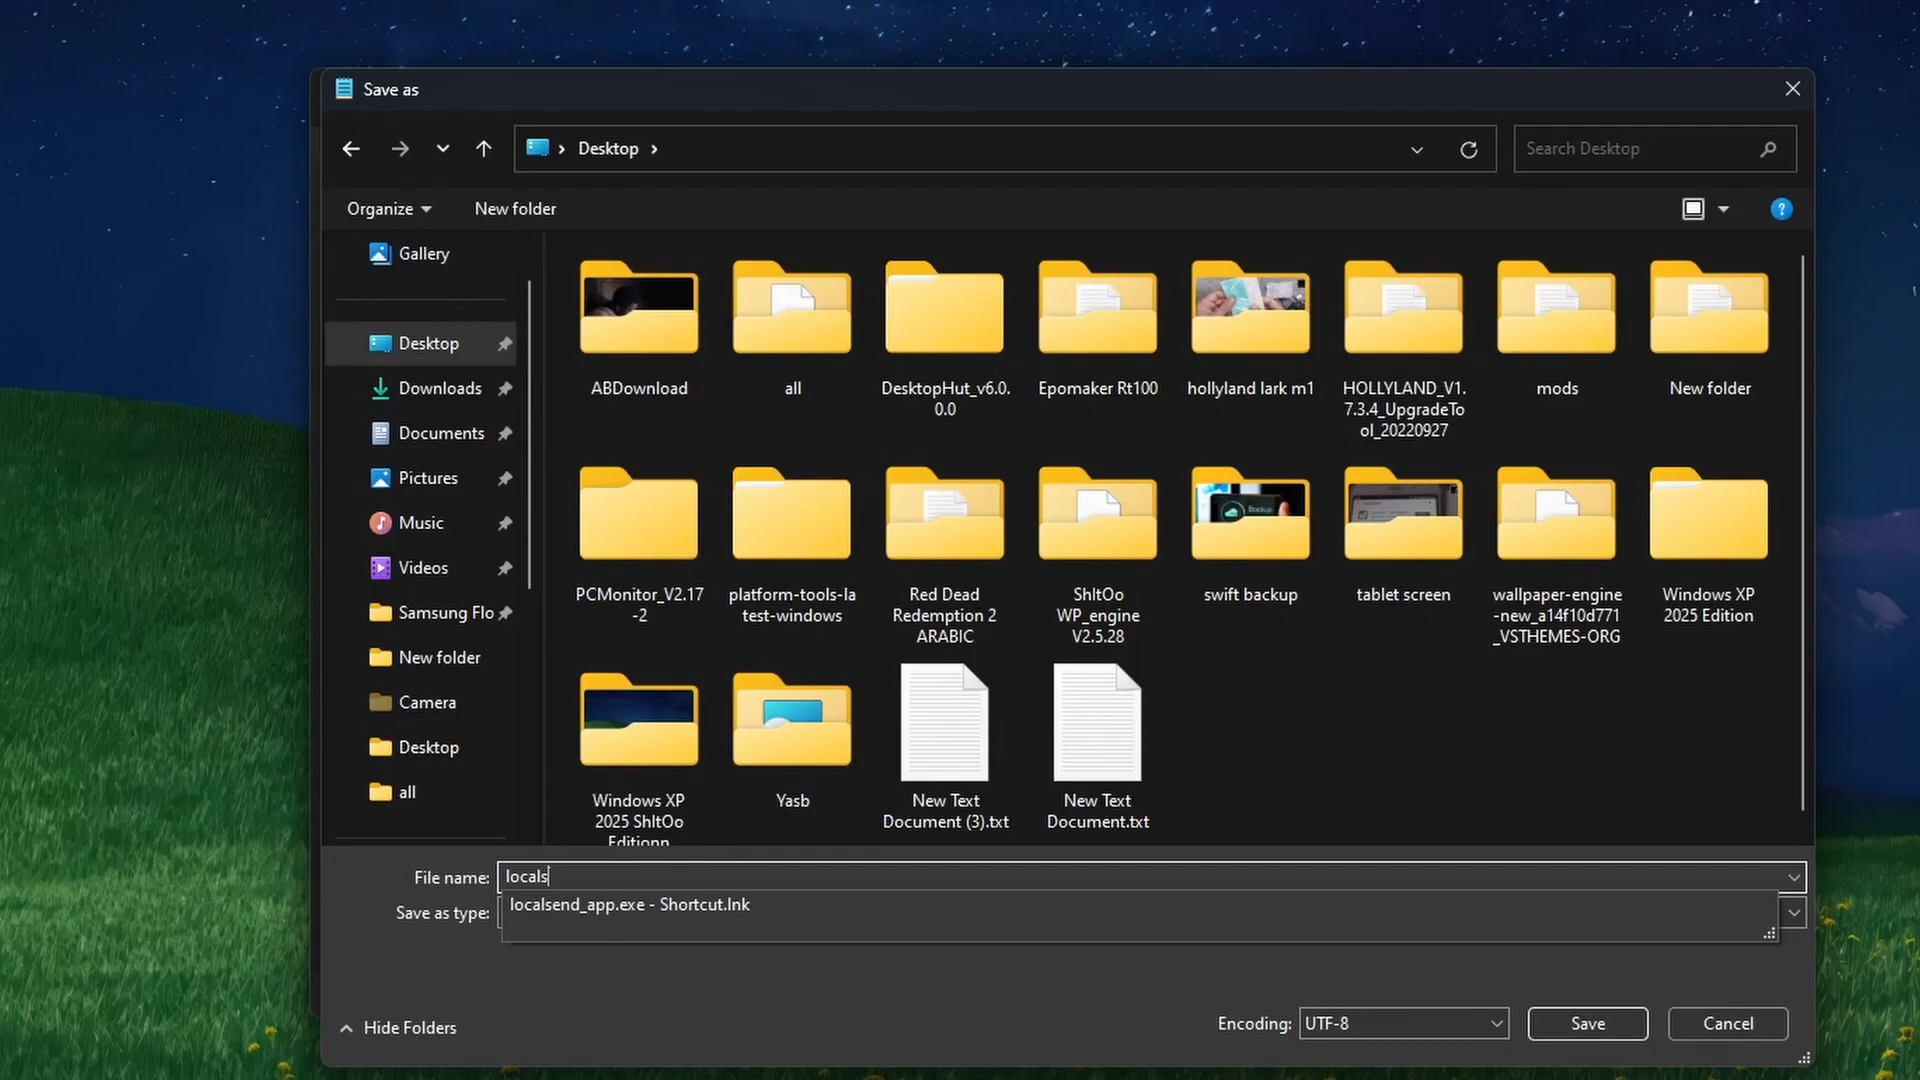 Save as
Desktop
Search Desktop
Organize
New folder
?
Gallery
Desktop
Downloads
Documents
Pictures
Music
Videos
Samsung Flo
New folder
Camera
Desktop
all
ABDownload
all
DesktopHut_v6.0.
0.0
Epomaker Rt100
hollyland lark m1
HOLLYLAND_V1.
7.3.4_UpgradeTo
ol_20220927
mods
New folder
PCMonitor_V2.17
-2
platform-tools-la
test-windows
Red Dead
Redemption 2
ARABIC
ShItOo
WP_engine
V2.5.28
Backup
swift backup
tablet screen
wallpaper-engine
-new_a14f10d771
_VSTHEMES-ORG
Windows XP
2025 Edition
Windows XP
2025 ShItOo
Editionn
Yasb
New Text
Document (3).txt
New Text
Document.txt
File name: locals
localsend_app.exe - Shortcut.lnk
Save as type:
Hide Folders
Encoding: UTF-8
Save
Cancel